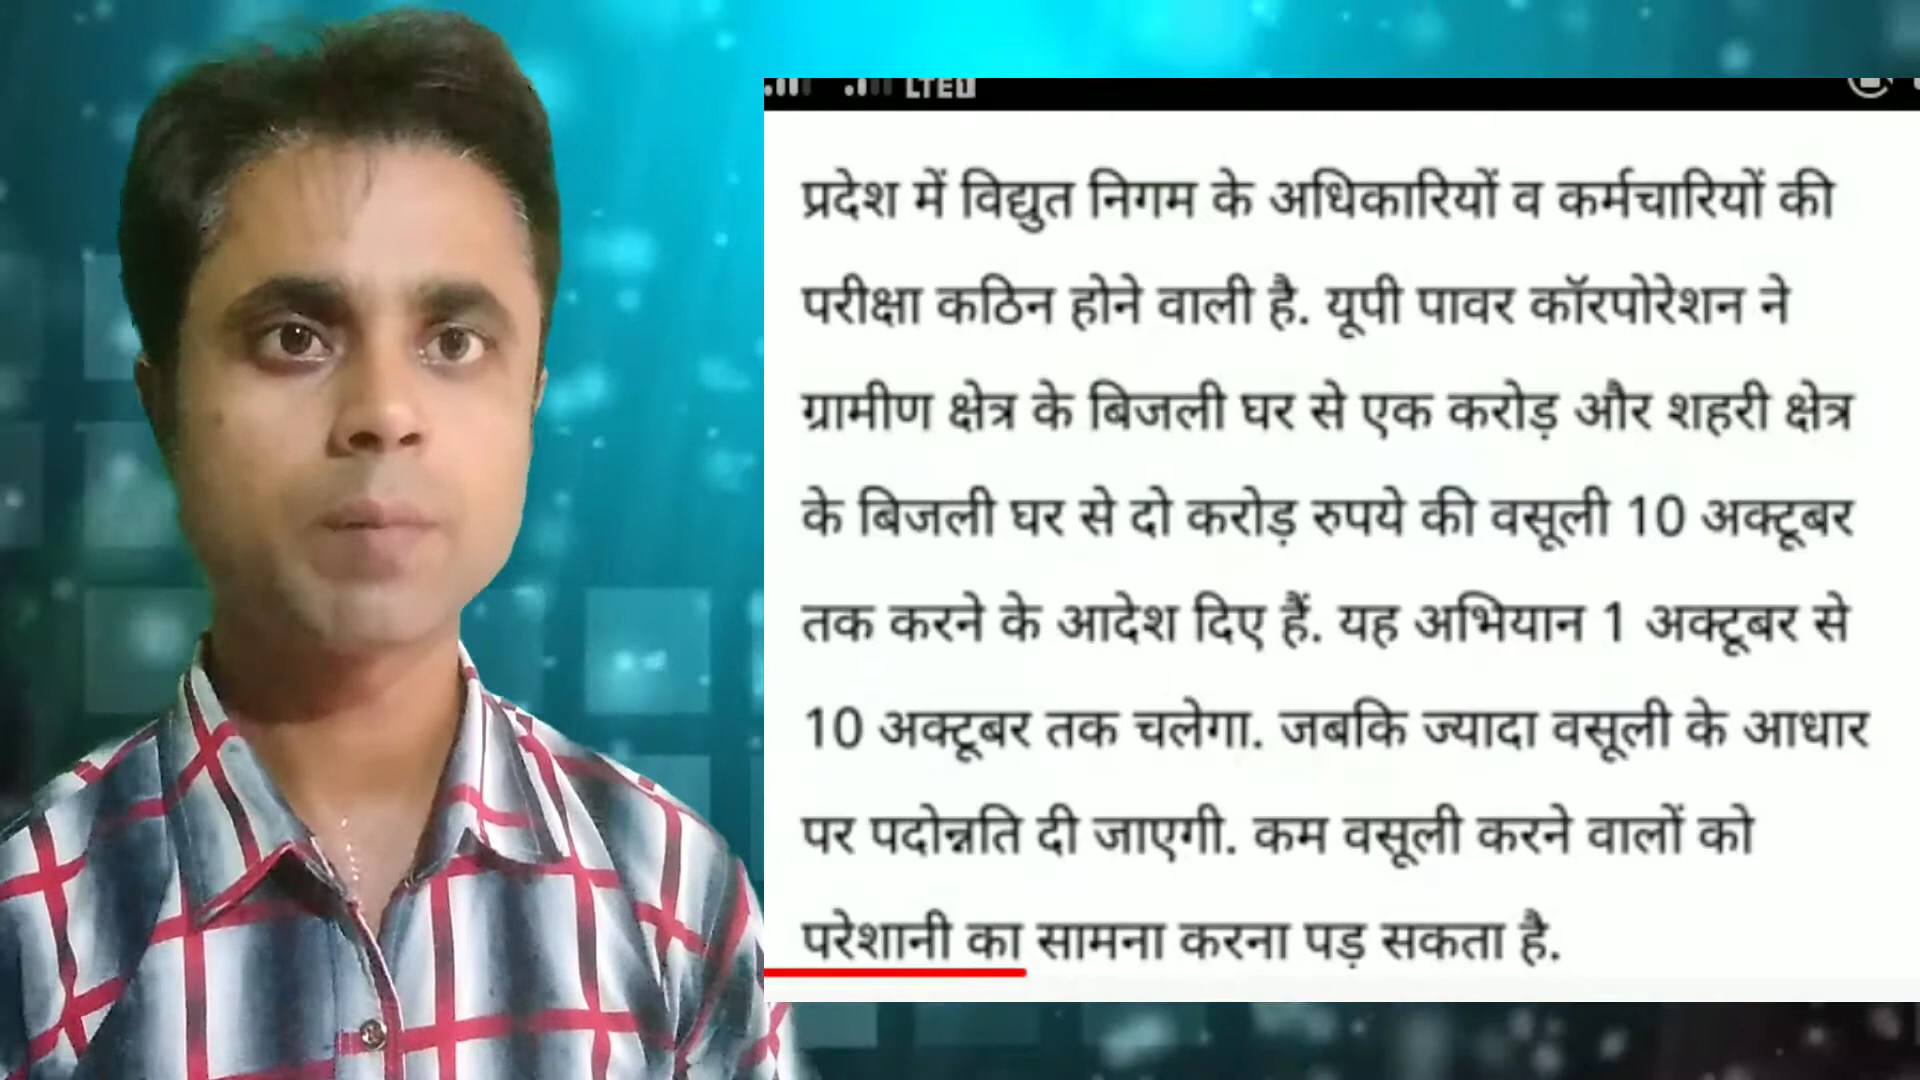 LTE1
प्रदेश में विद्युत निगम के अधिकारियों व कर्मचारियों की
परीक्षा कठिन होने वाली है. यूपी पावर कॉरपोरेशन ने
ग्रामीण क्षेत्र के बिजली घर से एक करोड़ और शहरी क्षेत्र
के बिजली घर से दो करोड़ रुपये की वसूली 10 अक्टूबर
तक करने के आदेश दिए हैं. यह अभियान 1 अक्टूबर से
10 अक्टूबर तक चलेगा. जबकि ज्यादा वसूली के आधार
पर पदोन्नति दी जाएगी. कम वसूली करने वालों को
परेशानी का सामना करना पड़ सकता है.